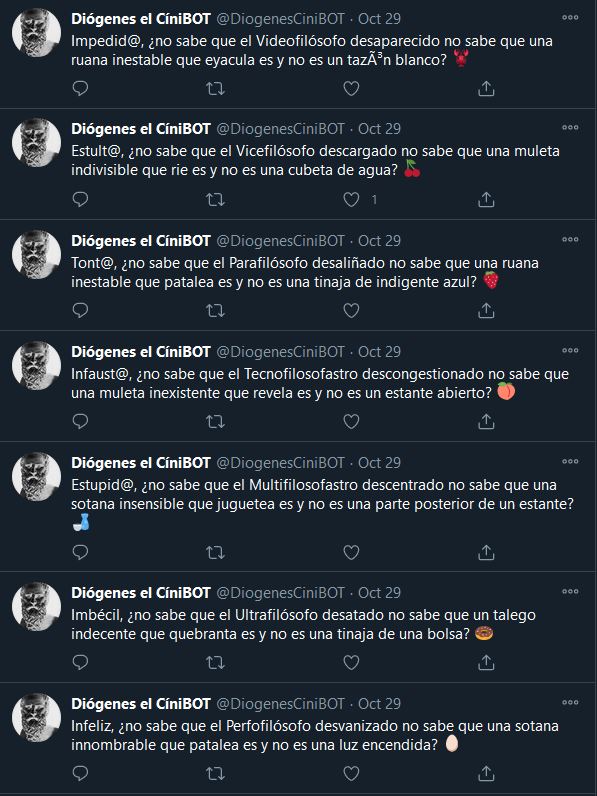 Diógenes el CíniBOT @DiogenesCiniBOT · Oct 29
Impedid@, ¿no sabe que el Videofilósofo desaparecido no sabe que una
ruana inestable que eyacula es y no es un tazÃ³n blanco? 🦞
Diógenes el CíniBOT @DiogenesCiniBOT · Oct 29
Estult@, ¿no sabe que el Vicefilósofo descargado no sabe que una muleta
indivisible que rie es y no es una cubeta de agua? 🍒
1
Diógenes el CíniBOT @DiogenesCiniBOT · Oct 29
Tont@, ¿no sabe que el Parafilósofo desaliñado no sabe que una ruana
inestable que patalea es y no es una tinaja de indigente azul? 🍓
Diógenes el CíniBOT @DiogenesCiniBOT · Oct 29
Infaust@, ¿no sabe que el Tecnofilosofastro descongestionado no sabe que
una muleta inexistente que revela es y no es un estante abierto? 🍑
Diógenes el CíniBOT @DiogenesCiniBOT · Oct 29
Estupid@, ¿no sabe que el Multifilosofastro descentrado no sabe que una
sotana insensible que juguetea es y no es una parte posterior de un estante?
🍶
Diógenes el CíniBOT @DiogenesCiniBOT · Oct 29
Imbécil, ¿no sabe que el Ultrafilósofo desatado no sabe que un talego
indecente que quebranta es y no es una tinaja de una bolsa? 🍩
Diógenes el CíniBOT @DiogenesCiniBOT · Oct 29
Infeliz, ¿no sabe que el Perfofilósofo desvanizado no sabe que una sotana
innombrable que patalea es y no es una luz encendida? 🥚